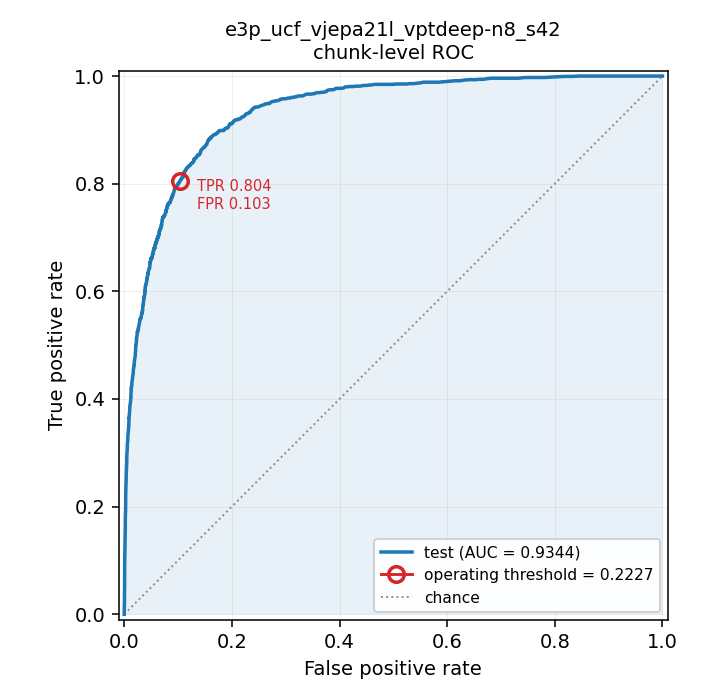 e3p_ucf_vjepa21l_vptdeep-n8_s42
chunk-level ROC
1.0
0.8
0.6
0.4
0.2
0.0
True positive rate
TPR 0.804
FPR 0.103
test (AUC = 0.9344)
operating threshold = 0.2227
chance
0.0 0.2 0.4 0.6 0.8 1.0
False positive rate